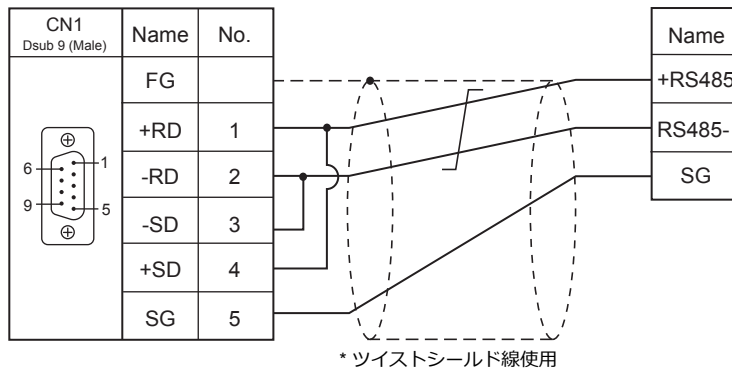 CN1
Dsub 9 (Male)
Name
No.
FG
+RD 1
-RD 2
-SD 3
+SD 4
SG 5
6
1
9
5
Name
+RS485
RS485-
SG
* ツイストシールド線使用